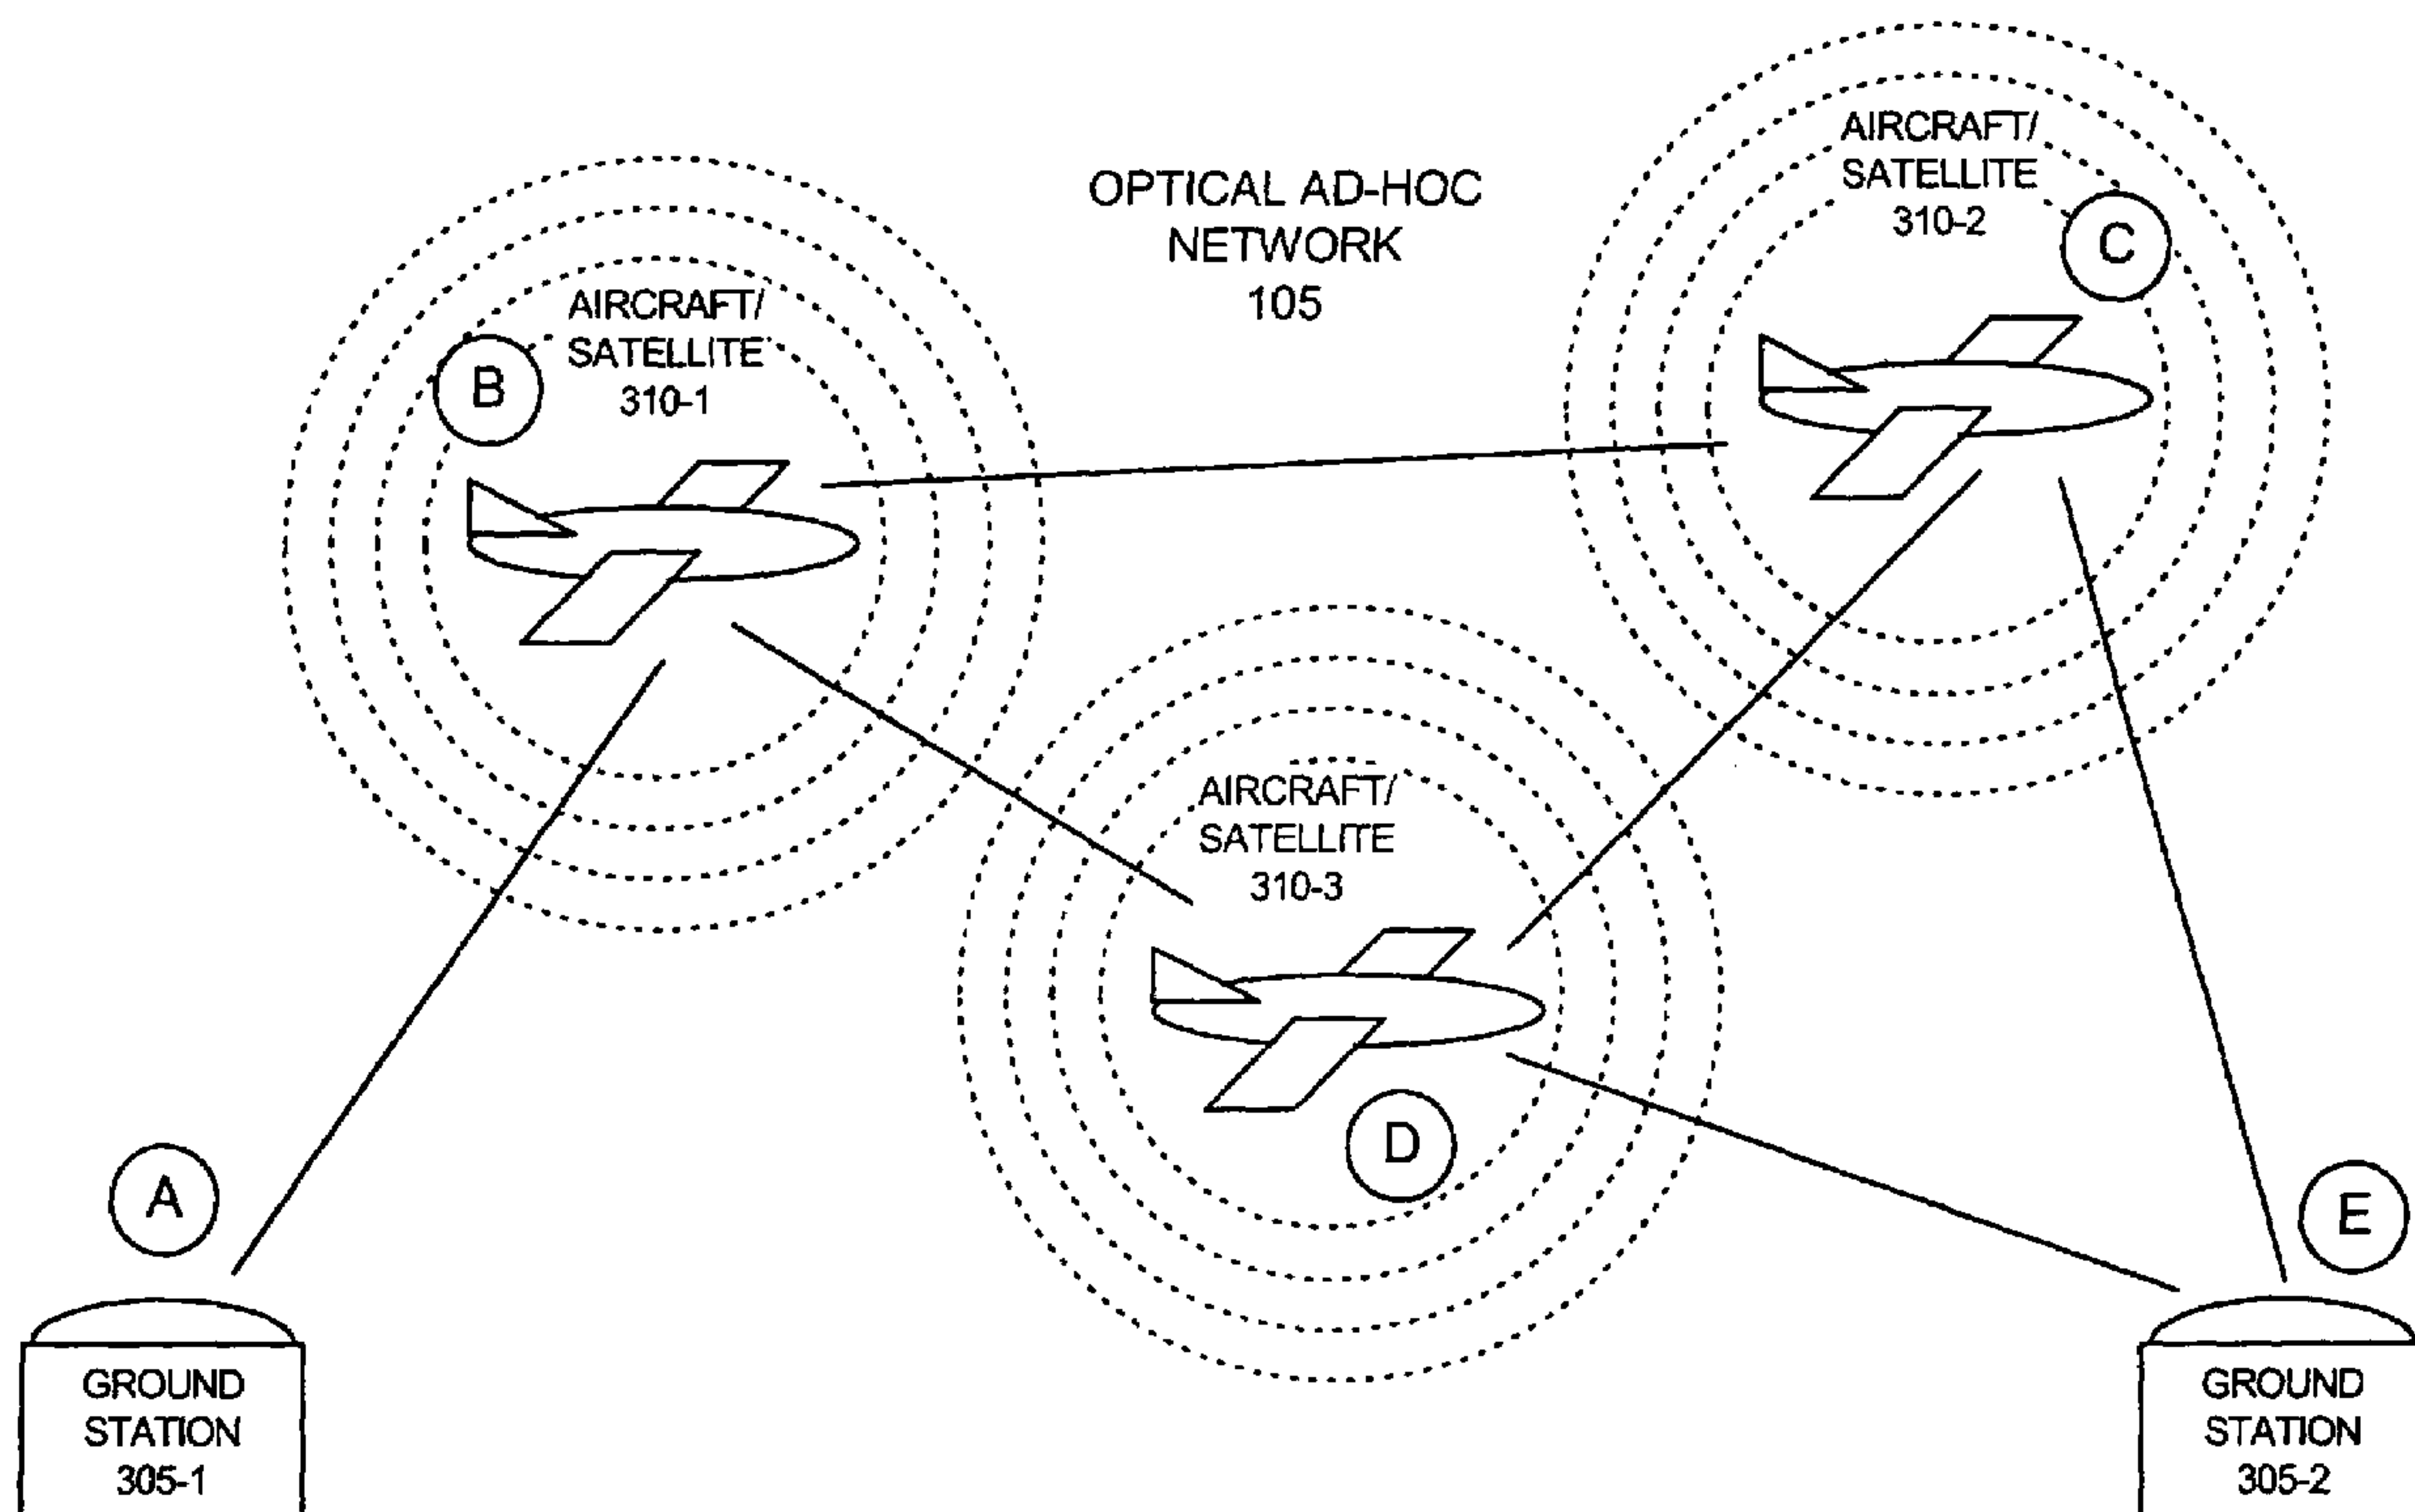 OPTICAL AD-HOC
NETWORK
105
AIRCRAFT/
SATELLITE
310-1
B
AIRCRAFT/
SATELLITE
310-2
C
AIRCRAFT/
SATELLITE
310-3
D
A
GROUND
STATION
305-1
E
GROUND
STATION
305-2